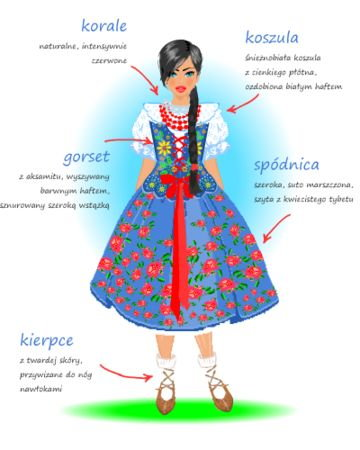 korale
naturalne, intensywnie
czerwone
koszula
śnieżnobiała koszula
z cienkiego płótna,
ozdobiona białym haftem
gorset
z aksamitu, wyszywany
barwnym haftem,
sznurowany szeroką wstążką
spódnica
szeroka, suto marszczona,
szyta z kwiecistego tybetu
kierpce
z twardej skóry,
przywizane do nóg
nawłokami